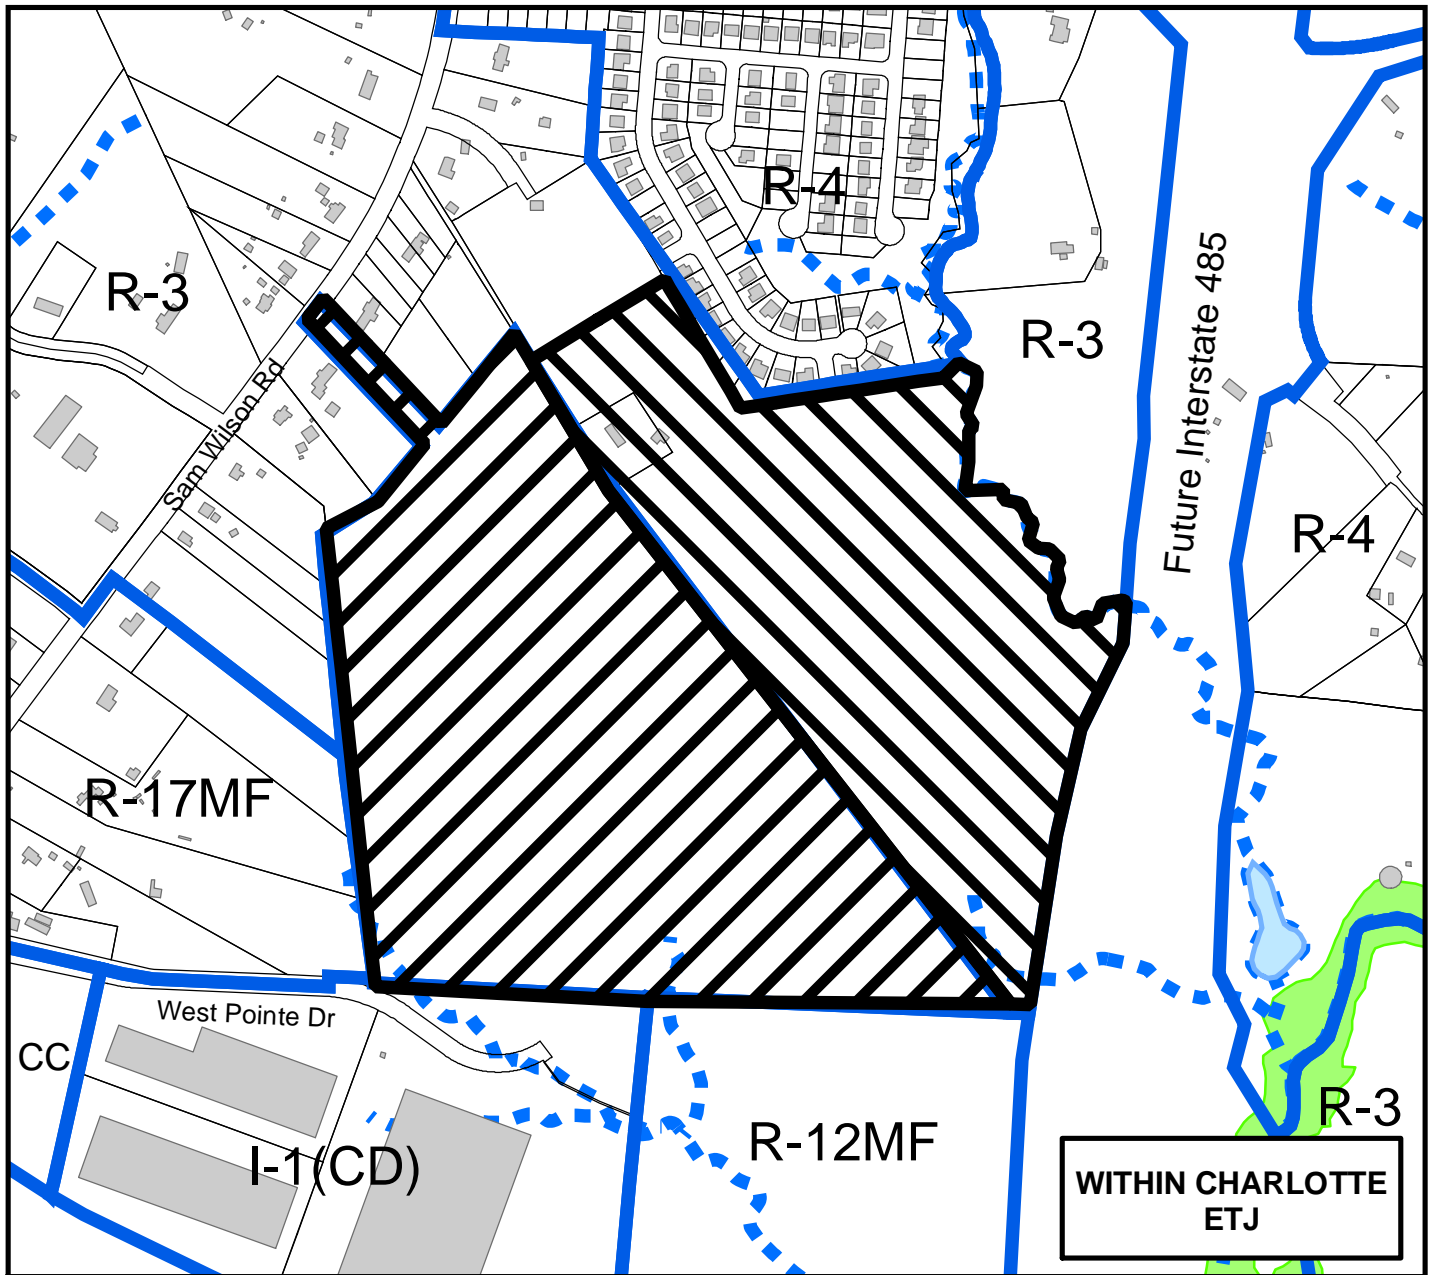 R-4
R-3
Future Interstate 485
R-3
Sam Wilson Rd
R-4
R-17MF
West Pointe Dr
CC
R-3
R-12MF
I-1(CD)
WITHIN CHARLOTTE
ETJ